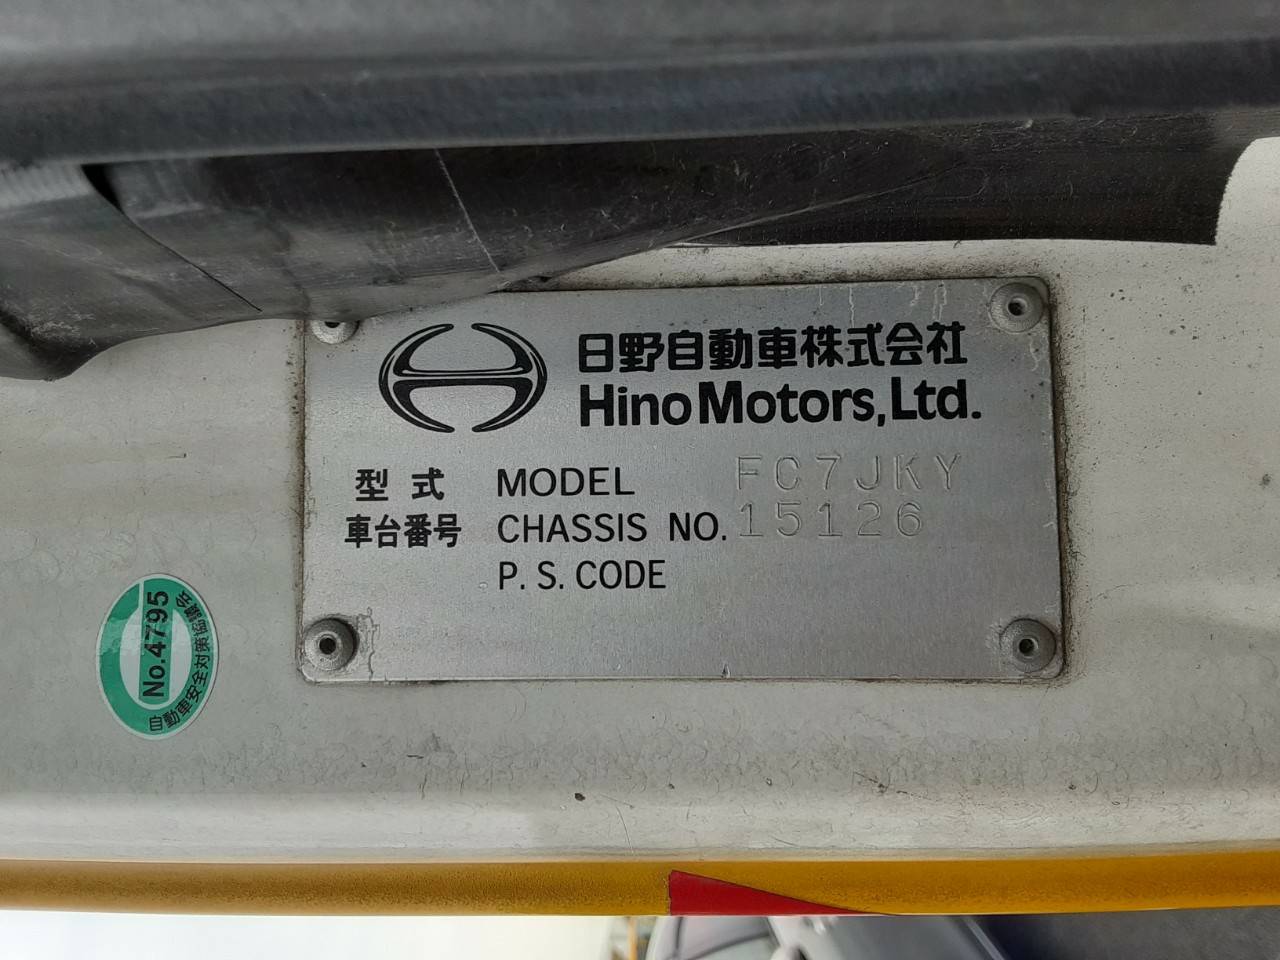 日野自動車株式会社
Hino Motors, Ltd.
型式 MODEL FC7JKY
車台番号 CHASSIS NO. 15126
P. S. CODE
No.4795
自動車安全対策協議会